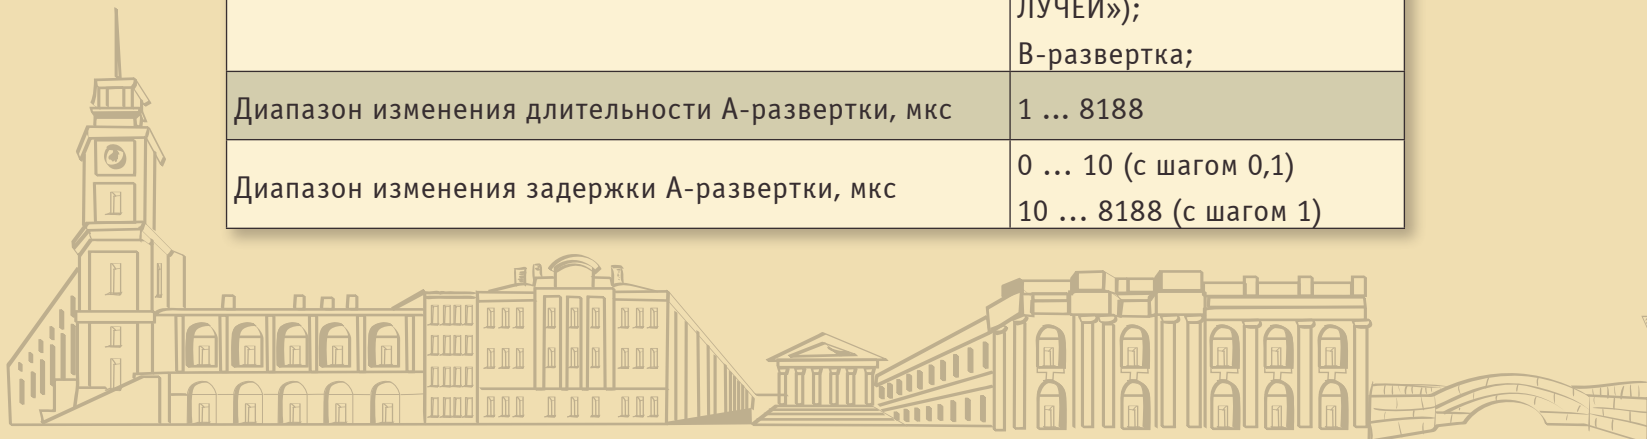 ЛУЧЕЙ»);
В-развертка;
Диапазон изменения длительности А-развертки, мкс 1 ... 8188
Диапазон изменения задержки А-развертки, мкс
0 ... 10 (с шагом 0,1)
10 ... 8188 (с шагом 1)